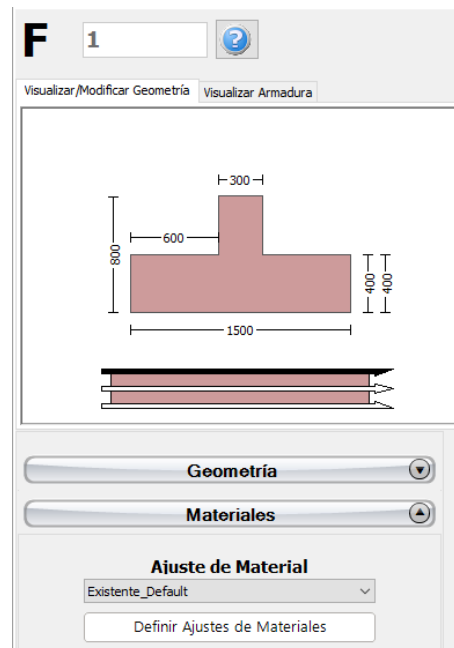 F 1
Visualizar/Modificar Geometría Visualizar Armadura
300
600
800
400
400
1500
Geometría
Materiales
Ajuste de Material
Existente_Default
Definir Ajustes de Materiales